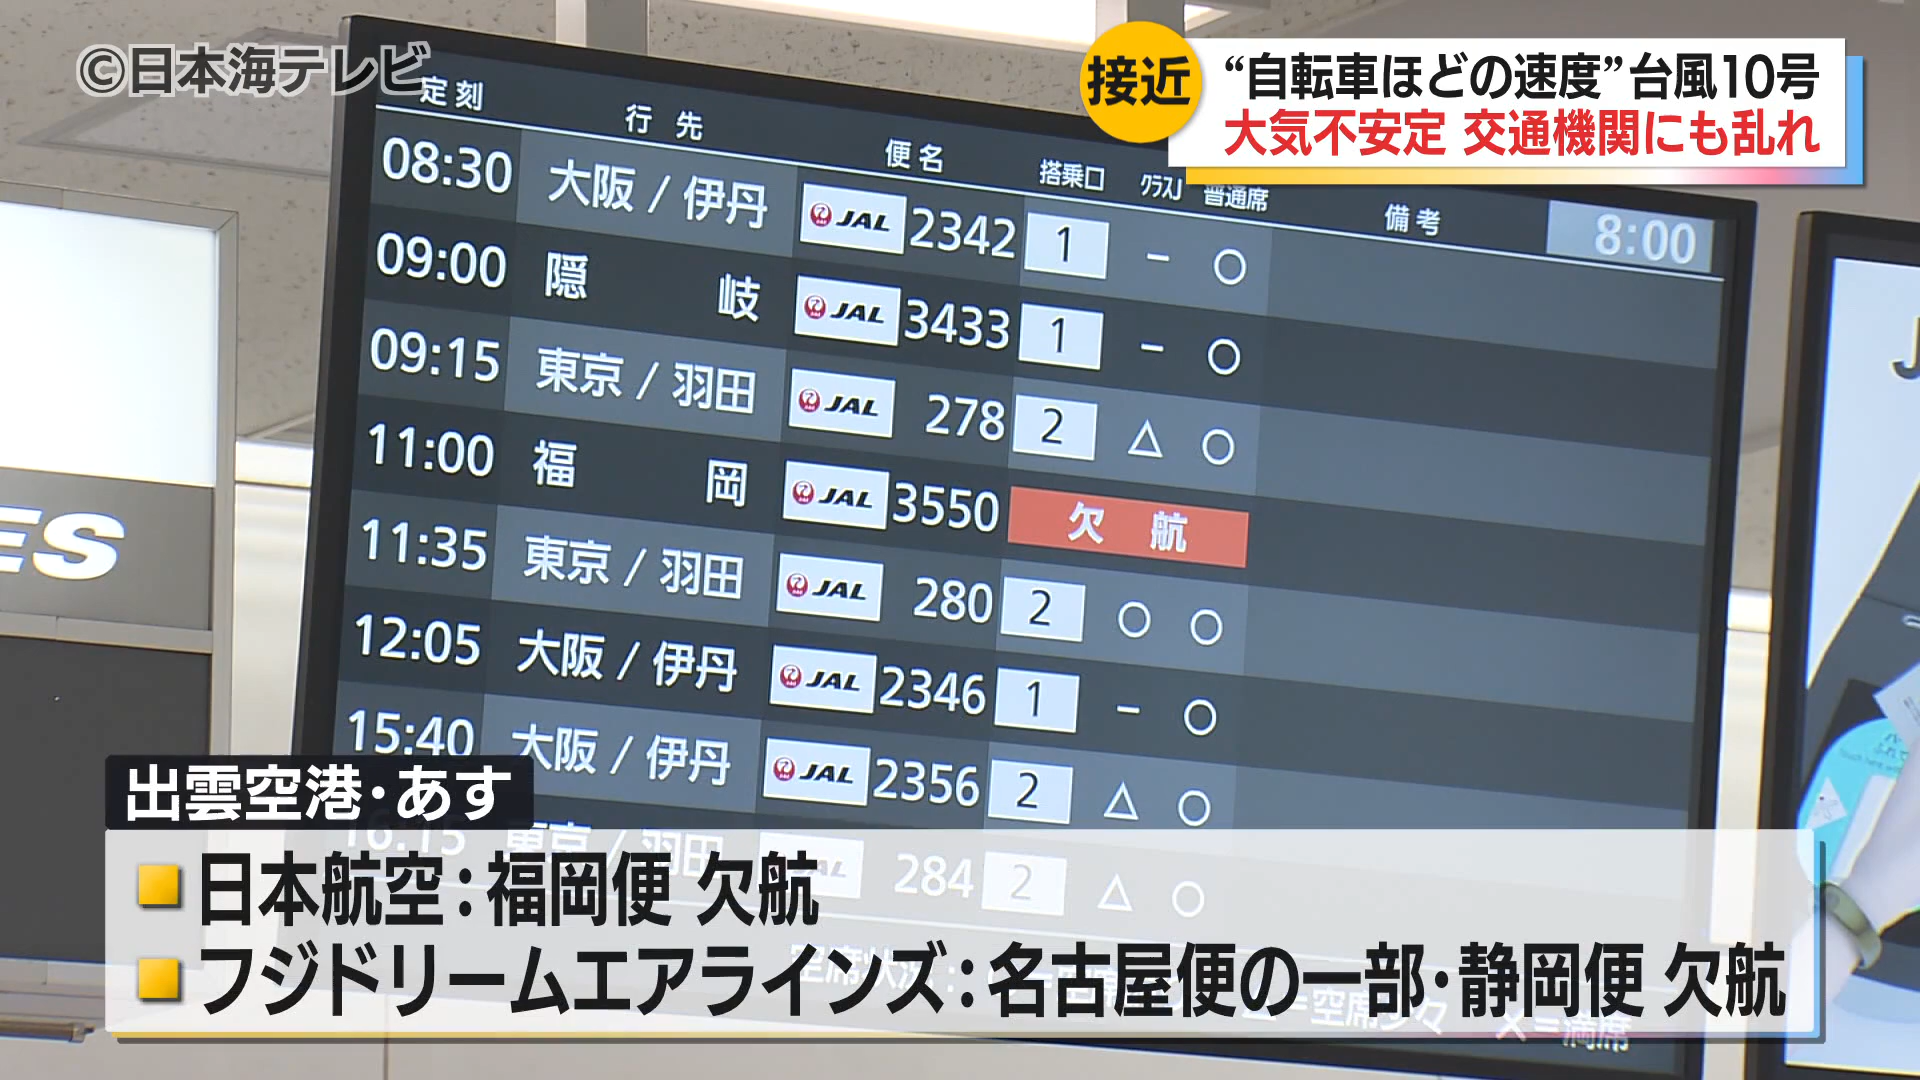 ©日本海テレビ
接近
“自転車ほどの速度”台風10号
大気不安定 交通機関にも乱れ
定刻 行先 便名 搭乗口 クラスJ 普通席 備考 8:00
08:30 大阪/伊丹 JAL 2342 1 － ○
09:00 隠岐 JAL 3433 1 － ○
09:15 東京/羽田 JAL 278 2 △ ○
11:00 福岡 JAL 3550 欠航
11:35 東京/羽田 JAL 280 2 ○ ○
12:05 大阪/伊丹 JAL 2346 1 － ○
15:40 大阪/伊丹 JAL 2356 2 △ ○
16:15 東京/羽田 JAL 284 2 △ ○
ES
出雲空港・あす
日本航空：福岡便 欠航
フジドリームエアラインズ：名古屋便の一部・静岡便 欠航